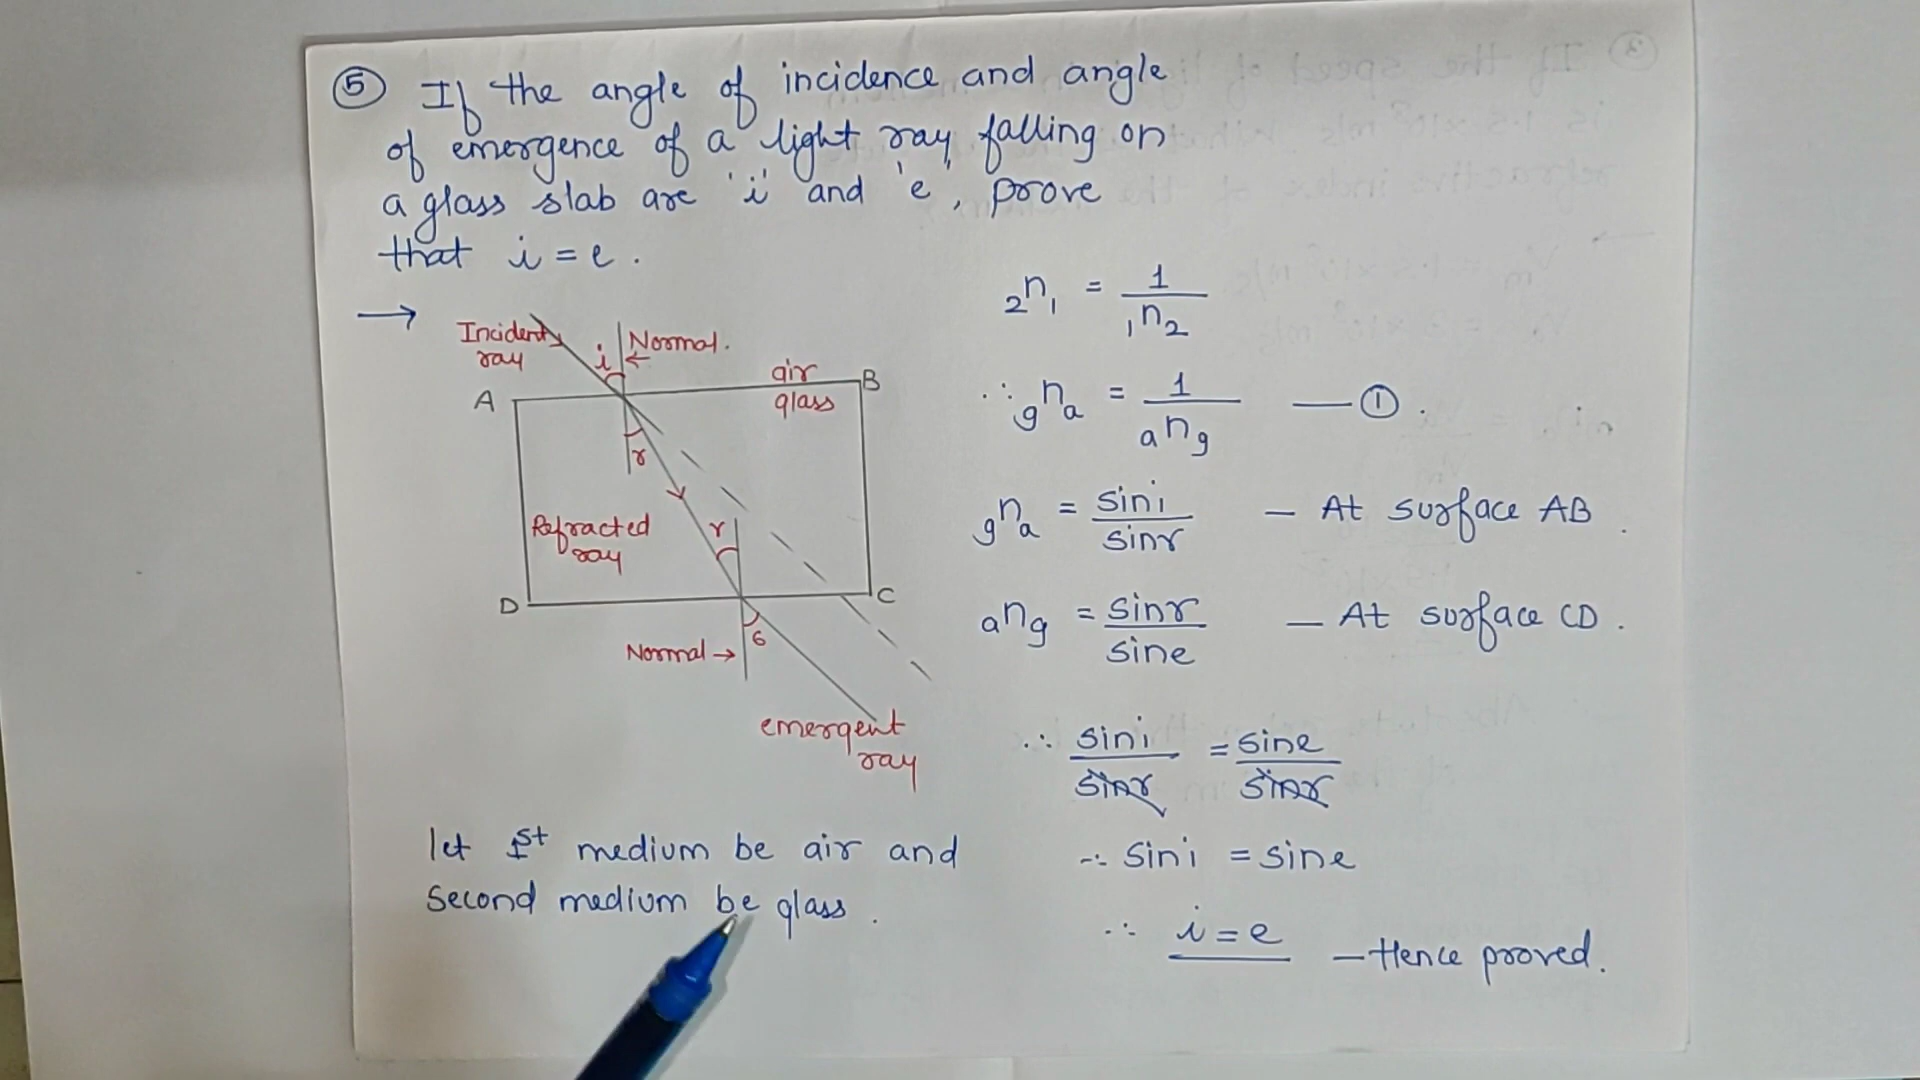 ⑤ If the angle of incidence and angle
of emergence of a light ray falling on
a glass slab are 'i' and 'e', prove
that i = e.
→
Incident ray
i
Normal.
←
air
glass
A
B
r
Refracted ray
r
D
C
Normal →
e
emergent ray
let 1st medium be air and
second medium be glass.
₂n₁ = 1/₁n₂
∴ gnₐ = 1/ₐng —①.
gnₐ = sin i/sin r — At surface AB.
ₐng = sin r/sin e — At surface CD.
∴ sin i/sin r = sin e/sin r
∴ sin i = sin e
∴ i = e — Hence proved.